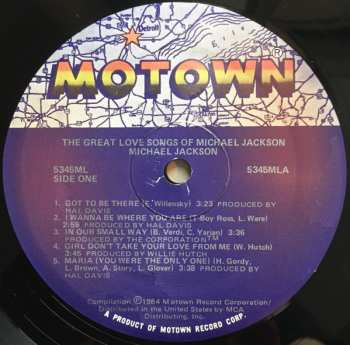 Detroit
MOTOWN®
THE GREAT LOVE SONGS OF MICHAEL JACKSON
MICHAEL JACKSON
5345ML
SIDE ONE
5345MLA
1. GOT TO BE THERE (E. Willensky) 3:23 PRODUCED BY
HAL DAVIS
2. I WANNA BE WHERE YOU ARE (T-Boy Ross, L. Ware)
2:59 PRODUCED BY HAL DAVIS
3. IN OUR SMALL WAY (B. Verdi, C. Yarian) 3:36
PRODUCED BY THE CORPORATION™
4. GIRL DON'T TAKE YOUR LOVE FROM ME (W. Hutch)
3:45 PRODUCED BY WILLIE HUTCH
5. MARIA (YOU WERE THE ONLY ONE) (H. Gordy,
L. Brown, A. Story, L. Glover) 3:38 PRODUCED BY
HAL DAVIS
Compilation ℗1984 Motown Record Corporation/
Distributed in the United States by MCA
Distributing, Inc.
A PRODUCT OF MOTOWN RECORD CORP.